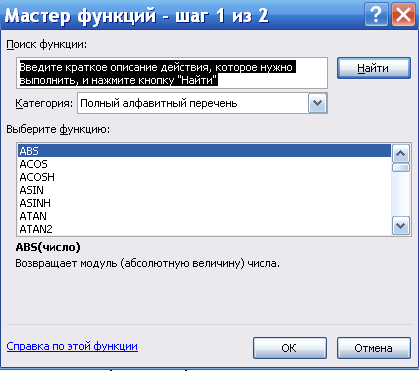 Мастер функций - шаг 1 из 2
Поиск функции:
Введите краткое описание действия, которое нужно
выполнить, и нажмите кнопку "Найти"
Найти
Категория: Полный алфавитный перечень
Выберите функцию:
ABS
ACOS
ACOSH
ASIN
ASINH
ATAN
ATAN2
ABS(число)
Возвращает модуль (абсолютную величину) числа.
Справка по этой функции
ОК
Отмена